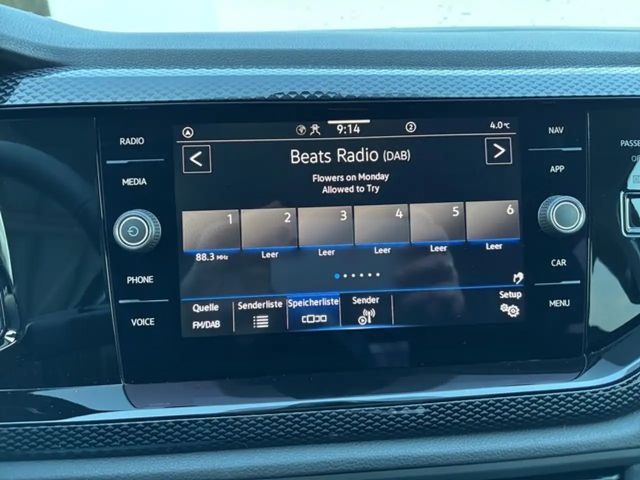 RADIO
MEDIA
PHONE
VOICE
9:14
2
4.0°C
Beats Radio (DAB)
Flowers on Monday
Allowed to Try
1 2 3 4 5 6
88.3 MHz Leer Leer Leer Leer Leer
Quelle Senderliste Speicherliste Sender Setup
FM/DAB
NAV
APP
CAR
MENU
PASSE